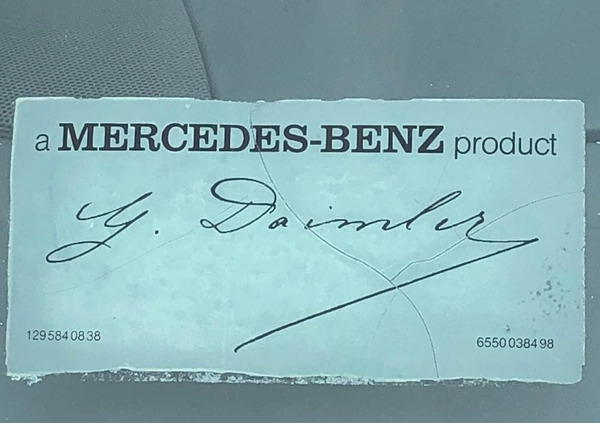 a MERCEDES-BENZ product
G. Daimler
1295840838
6550038498